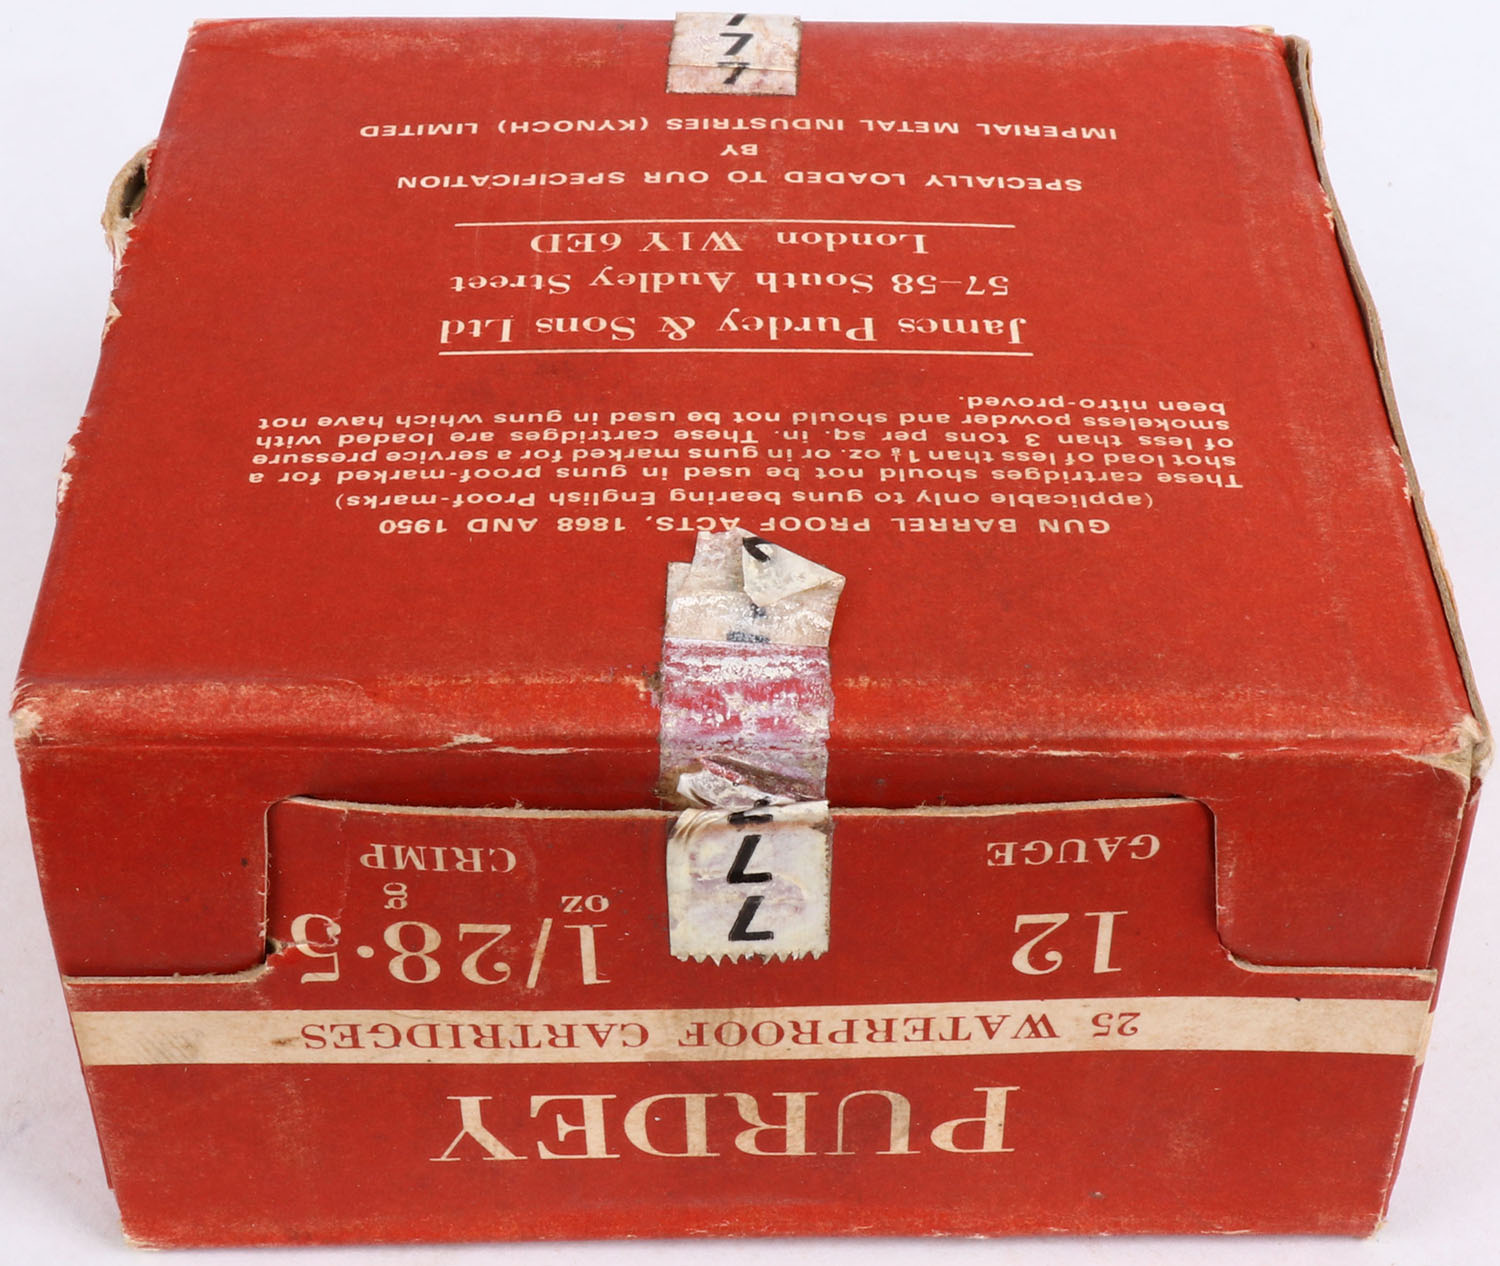 PURDEY
25 WATERPROOF CARTRIDGES
12 1/28·5
oz g
GAUGE CRIMP
7
7
GUN BARREL PROOF ACTS, 1868 AND 1950
(applicable only to guns bearing English Proof-marks)
These cartridges should not be used in guns proof-marked for a
shot load of less than 1⅛ oz. or in guns marked for a service pressure
of less than 3 tons per sq. in. These cartridges are loaded with
smokeless powder and should not be used in guns which have not
been nitro-proved.
James Purdey & Sons Ltd
57–58 South Audley Street
London W1Y 6ED
SPECIALLY LOADED TO OUR SPECIFICATION
BY
IMPERIAL METAL INDUSTRIES (KYNOCH) LIMITED
7
7